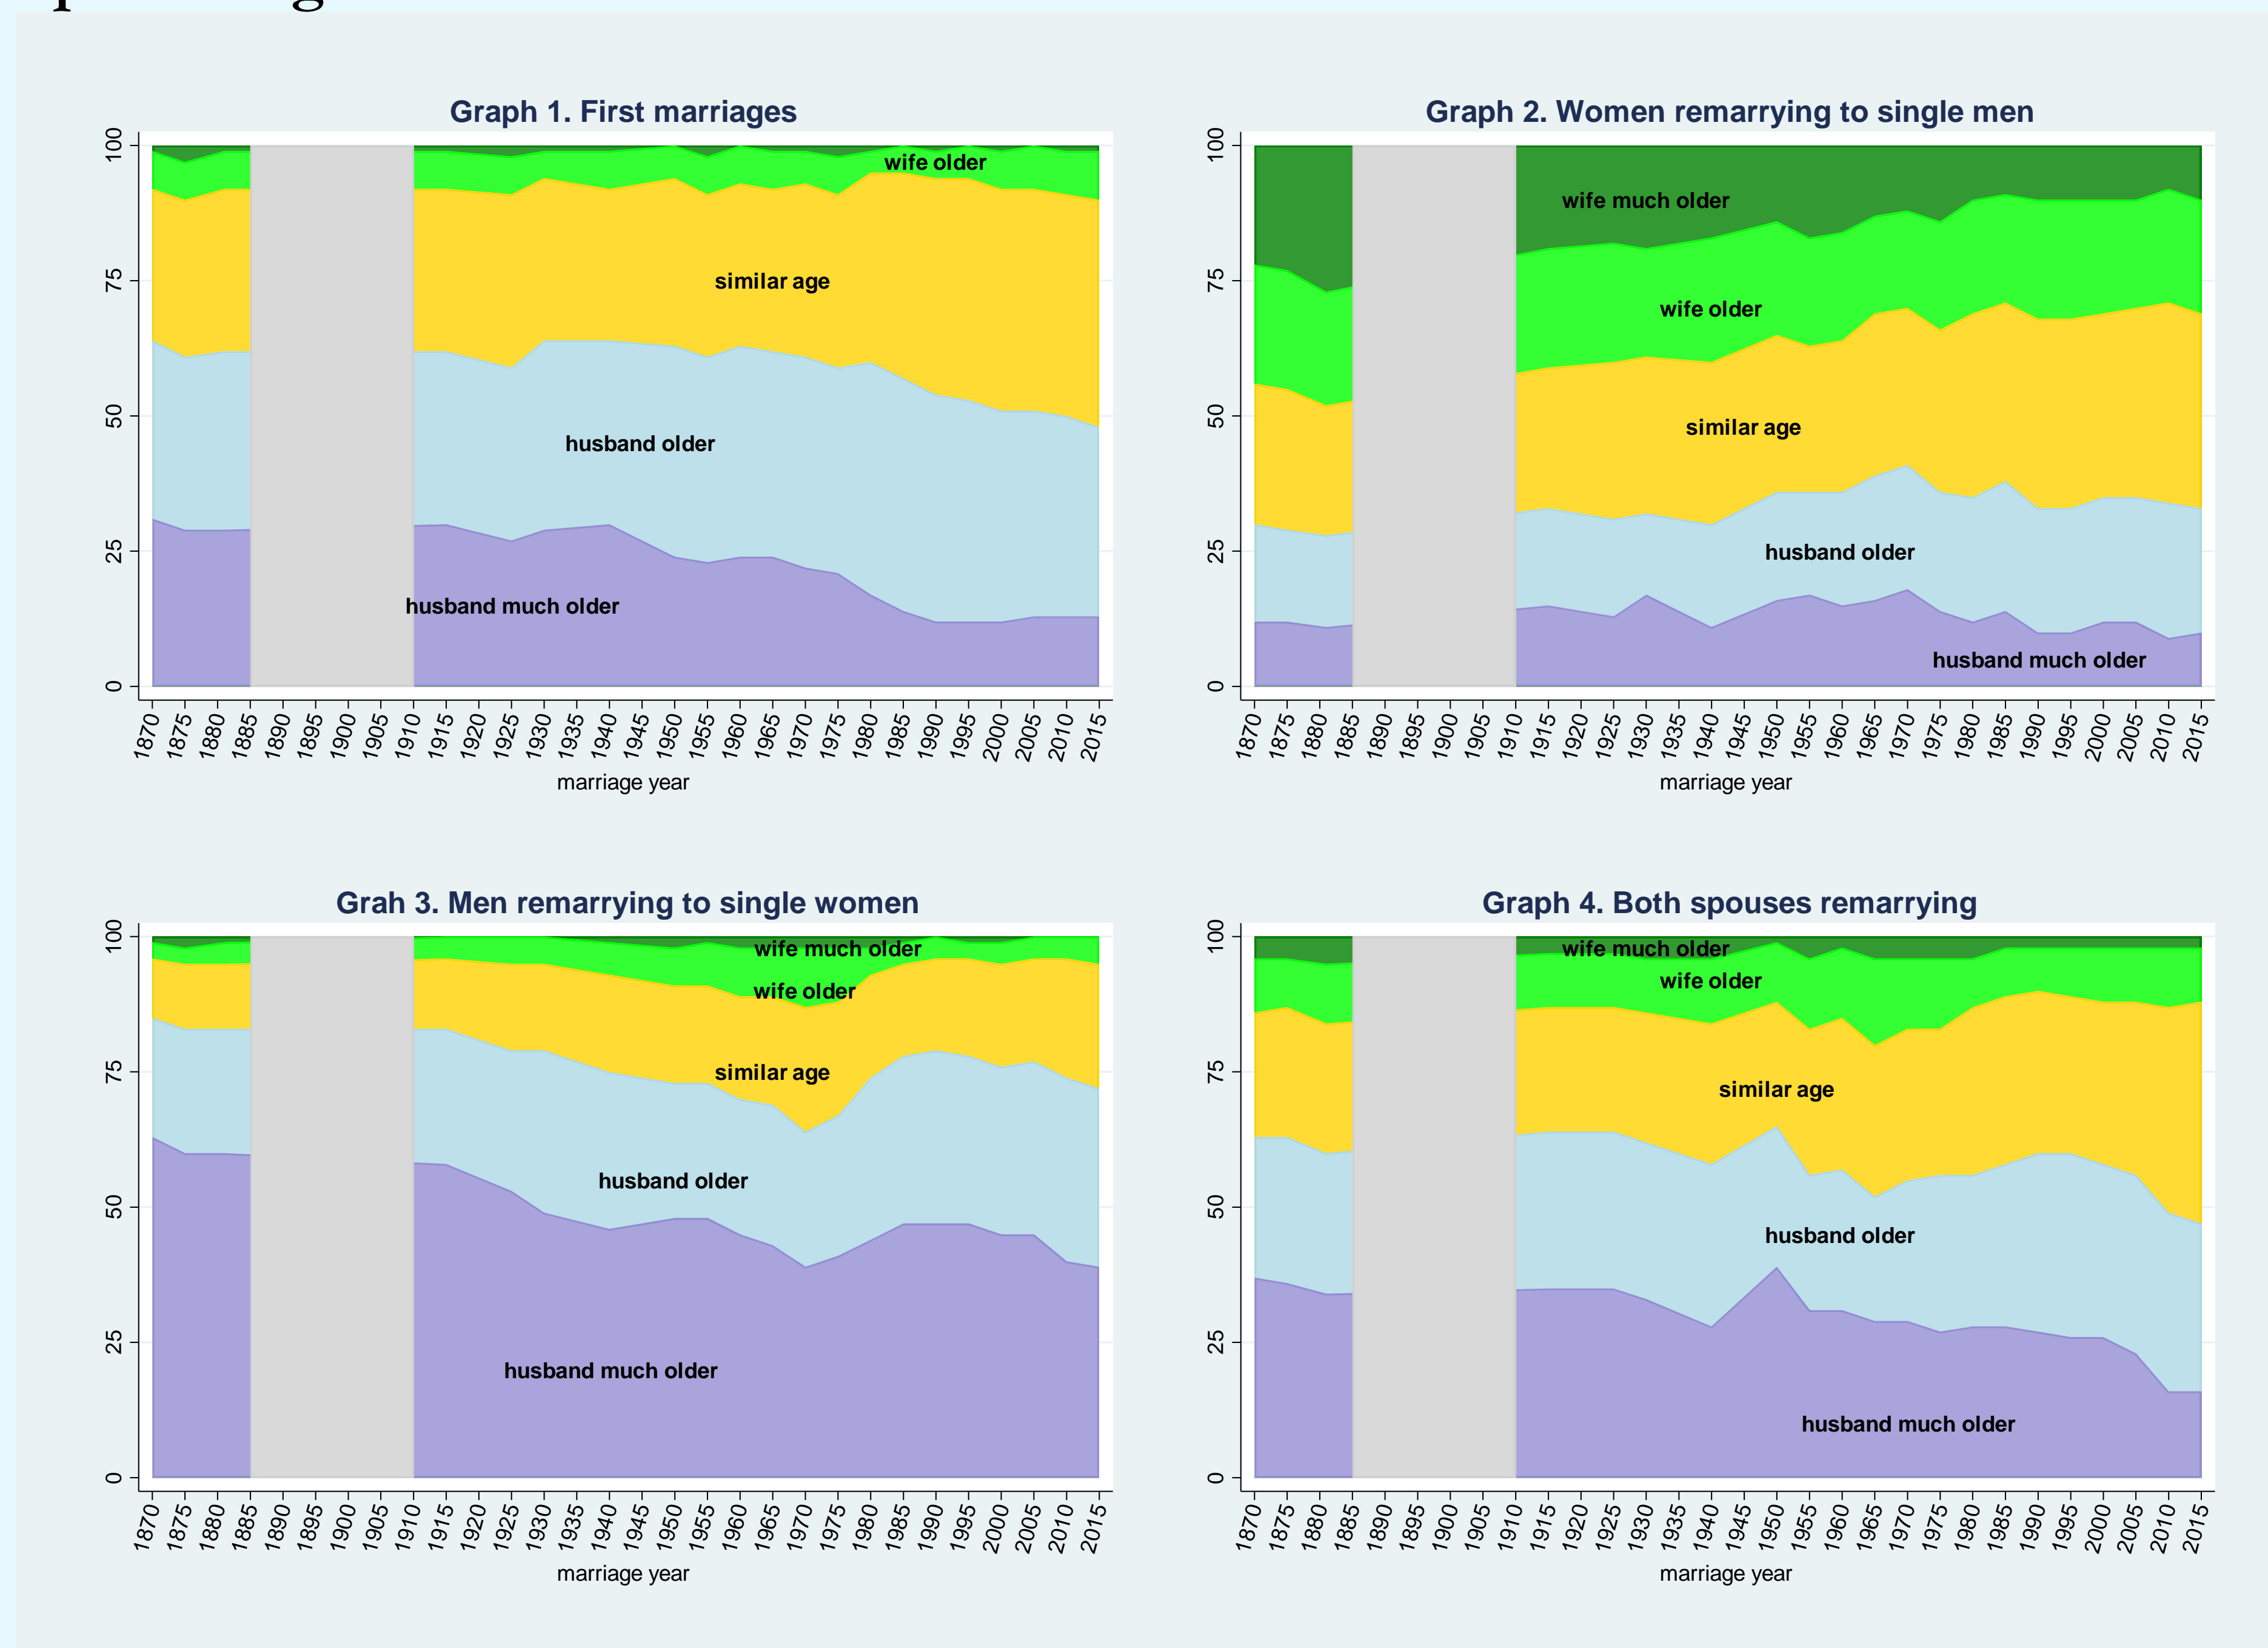 Graph 1. First marriages
100
75
50
25
0
wife older
similar age
husband older
husband much older
1870 1875 1880 1885 1890 1895 1900 1905 1910 1915 1920 1925 1930 1935 1940 1945 1950 1955 1960 1965 1970 1975 1980 1985 1990 1995 2000 2005 2010 2015
marriage year
Graph 2. Women remarrying to single men
100
75
50
25
0
wife much older
wife older
similar age
husband older
husband much older
1870 1875 1880 1885 1890 1895 1900 1905 1910 1915 1920 1925 1930 1935 1940 1945 1950 1955 1960 1965 1970 1975 1980 1985 1990 1995 2000 2005 2010 2015
marriage year
Grah 3. Men remarrying to single women
100
75
50
25
0
wife much older
wife older
similar age
husband older
husband much older
1870 1875 1880 1885 1890 1895 1900 1905 1910 1915 1920 1925 1930 1935 1940 1945 1950 1955 1960 1965 1970 1975 1980 1985 1990 1995 2000 2005 2010 2015
marriage year
Graph 4. Both spouses remarrying
100
75
50
25
0
wife much older
wife older
similar age
husband older
husband much older
1870 1875 1880 1885 1890 1895 1900 1905 1910 1915 1920 1925 1930 1935 1940 1945 1950 1955 1960 1965 1970 1975 1980 1985 1990 1995 2000 2005 2010 2015
marriage year